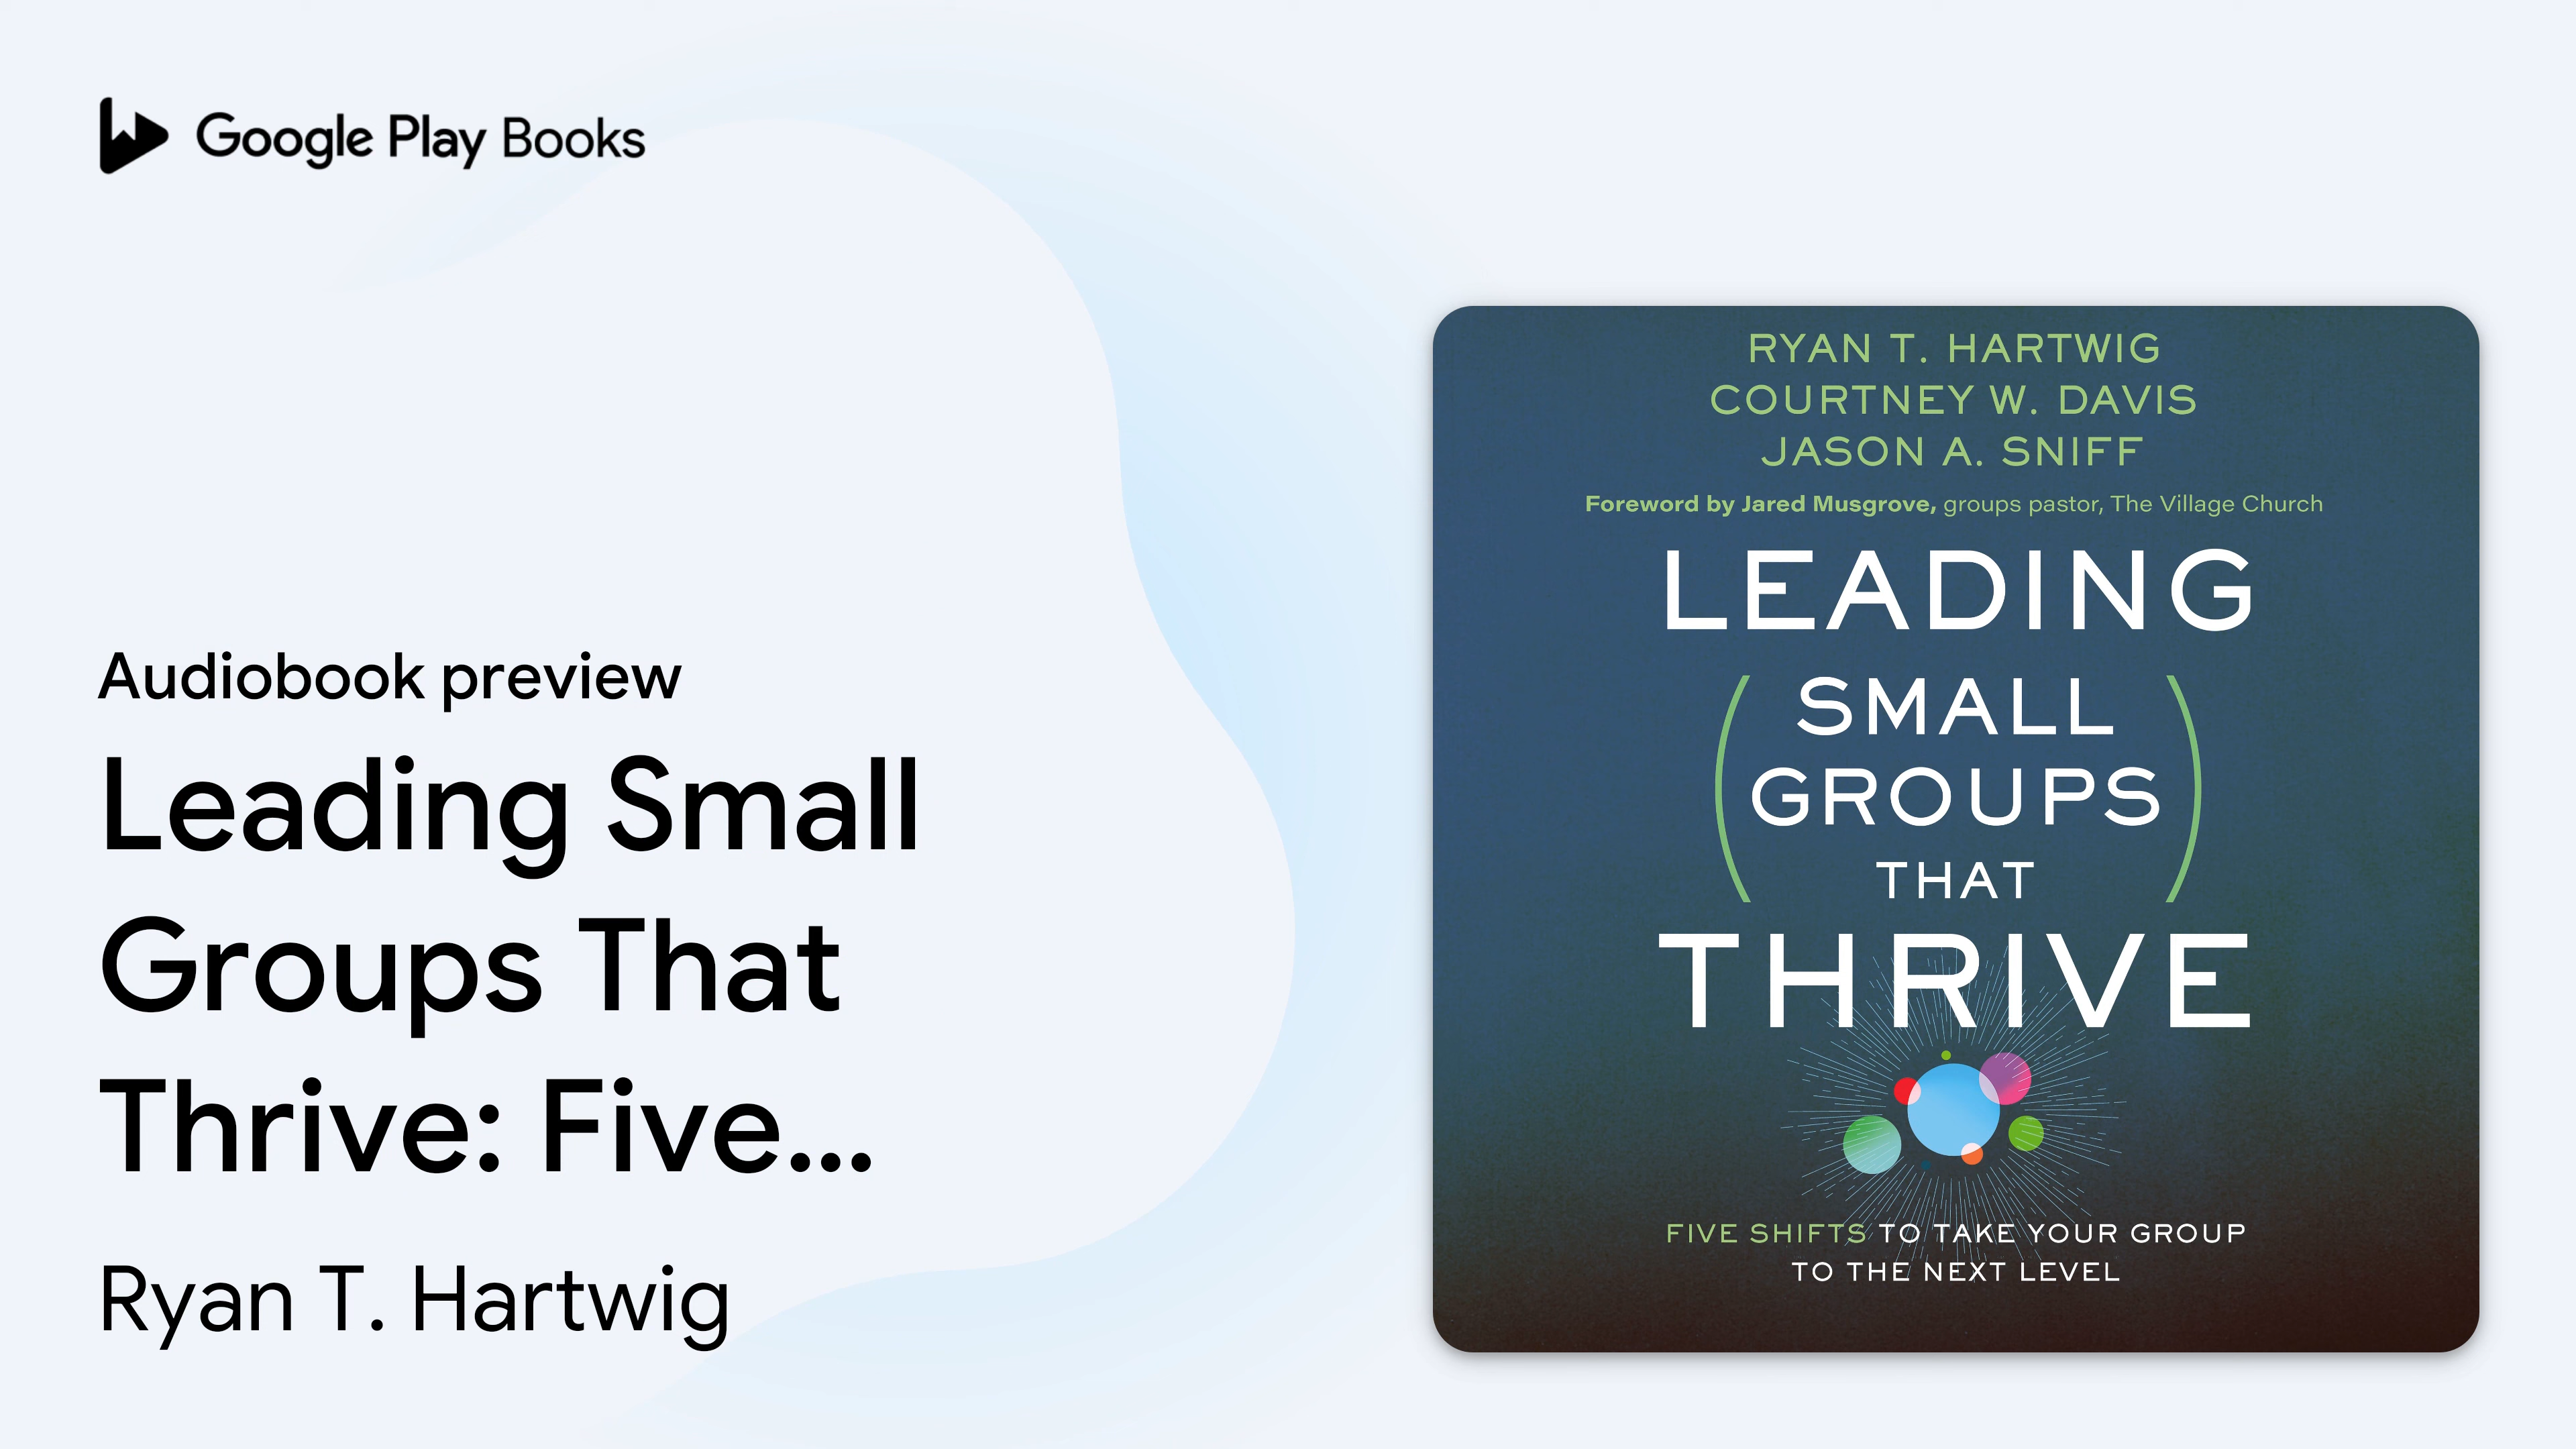 Google Play Books
Audiobook preview
Leading Small
Groups That
Thrive: Five...
Ryan T. Hartwig
RYAN T. HARTWIG
COURTNEY W. DAVIS
JASON A. SNIFF
Foreword by Jared Musgrove, groups pastor, The Village Church
LEADING
(SMALL
GROUPS
THAT)
THRIVE
FIVE SHIFTS TO TAKE YOUR GROUP
TO THE NEXT LEVEL